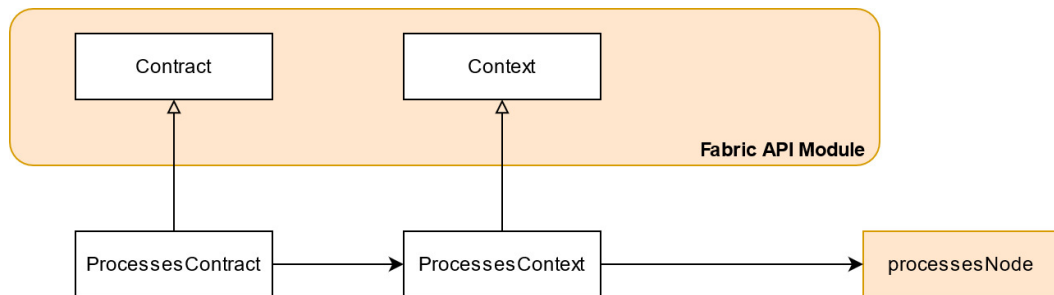 Contract
Context
Fabric API Module
ProcessesContract
ProcessesContext
processesNode